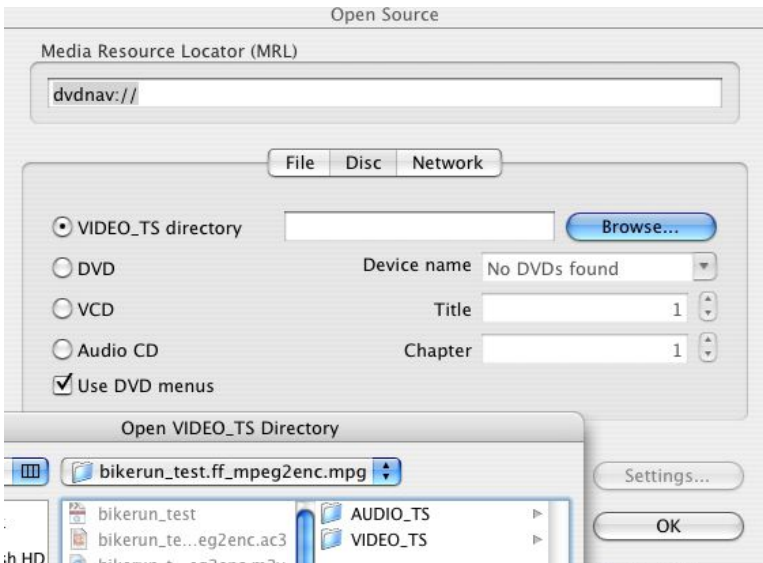 Open Source
Media Resource Locator (MRL)
dvdnav://
File Disc Network
VIDEO_TS directory Browse...
DVD Device name No DVDs found
VCD Title 1
Audio CD Chapter 1
Use DVD menus
Open VIDEO_TS Directory
bikerun_test.ff_mpeg2enc.mpg Settings...
bikerun_test AUDIO_TS OK
bikerun_te...eg2enc.ac3 VIDEO_TS
sh HD